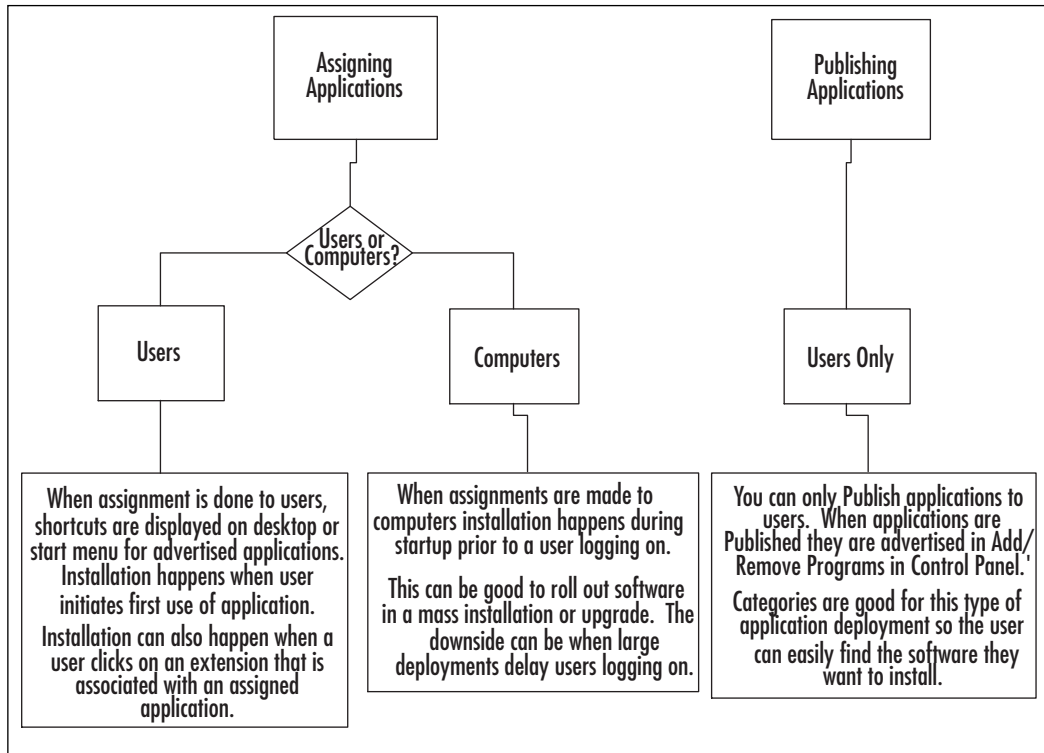 Assigning
Applications
Publishing
Applications
Users or
Computers?
Users
Computers
Users Only
When assignment is done to users,
shortcuts are displayed on desktop or
start menu for advertised applications.
Installation happens when user
initiates first use of application.
Installation can also happen when a
user clicks on an extension that is
associated with an assigned
application.
When assignments are made to
computers installation happens during
startup prior to a user logging on.
This can be good to roll out software
in a mass installation or upgrade. The
downside can be when large
deployments delay users logging on.
You can only Publish applications to
users. When applications are
Published they are advertised in Add/
Remove Programs in Control Panel.'
Categories are good for this type of
application deployment so the user
can easily find the software they
want to install.